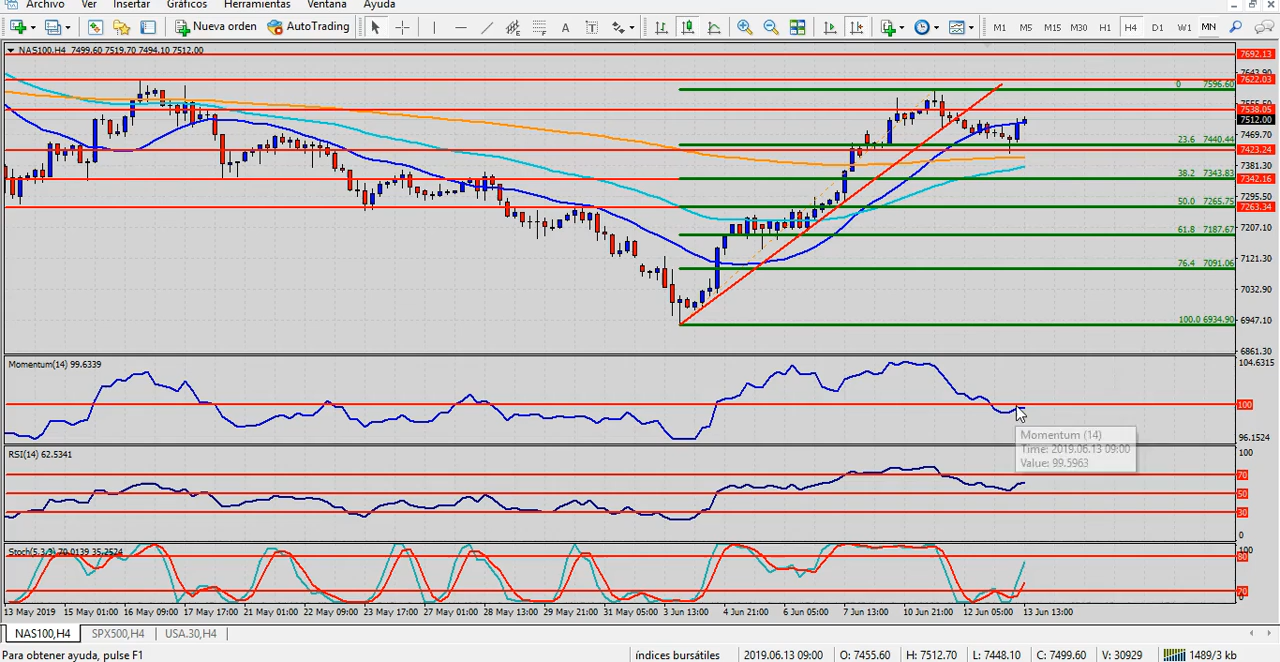 Archivo Ver Insertar Gráficos Herramientas Ventana Ayuda
Nueva orden AutoTrading A T M1 M5 M15 M30 H1 H4 D1 W1 MN
NAS100,H4 7499.60 7519.70 7494.10 7512.00
7692.13
7643.90
7622.03
0 7596.60
7538.05
7512.00
7469.70
23.6 7440.44
7423.24
7381.30
38.2 7343.83
7342.16
7295.50
50.0 7265.75
7263.34
61.8 7187.67
7207.10
7121.30
76.4 7091.06
7032.90
100.0 6934.90
6947.10
6861.30
Momentum(14) 99.6339
104.6315
100
96.1524
Momentum (14)
Time: 2019.06.13 09:00
Value: 99.5963
RSI(14) 62.5341
100
70
50
30
0
Stoch(5,3,3) 70.0139 35.2524
100
80
0
13 May 2019 15 May 01:00 16 May 09:00 17 May 17:00 21 May 01:00 22 May 09:00 23 May 17:00 27 May 01:00 28 May 13:00 29 May 21:00 31 May 05:00 3 Jun 13:00 4 Jun 21:00 6 Jun 05:00 7 Jun 13:00 10 Jun 21:00 12 Jun 05:00 13 Jun 13:00
NAS100,H4 SPX500,H4 USA.30,H4
Para obtener ayuda, pulse F1 índices bursátiles 2019.06.13 09:00 O: 7455.60 H: 7512.70 L: 7448.10 C: 7499.60 V: 30929 1489/3 kb